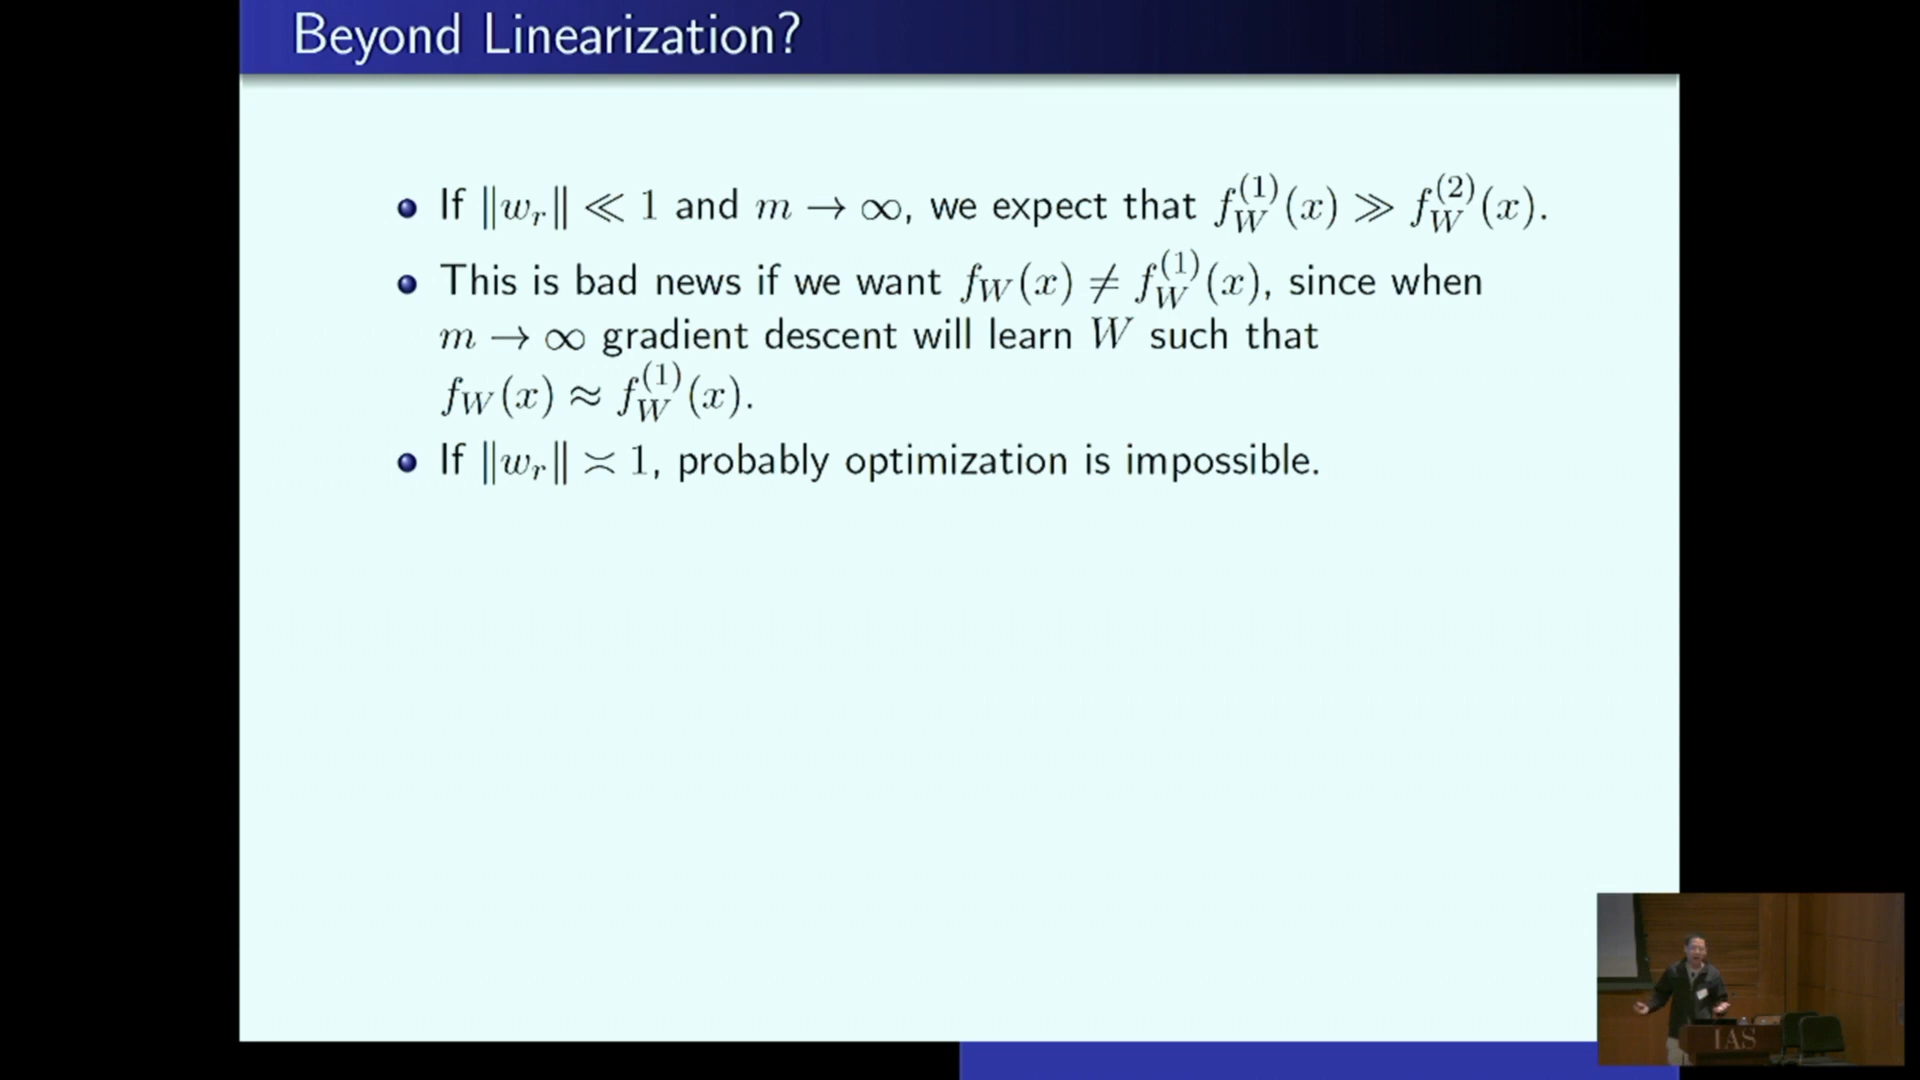 Beyond Linearization?
If ‖w_r‖ ≪ 1 and m → ∞, we expect that f_W^{(1)}(x) ≫ f_W^{(2)}(x).
This is bad news if we want f_W(x) ≠ f_W^{(1)}(x), since when
m → ∞ gradient descent will learn W such that
f_W(x) ≈ f_W^{(1)}(x).
If ‖w_r‖ ≍ 1, probably optimization is impossible.
IAS